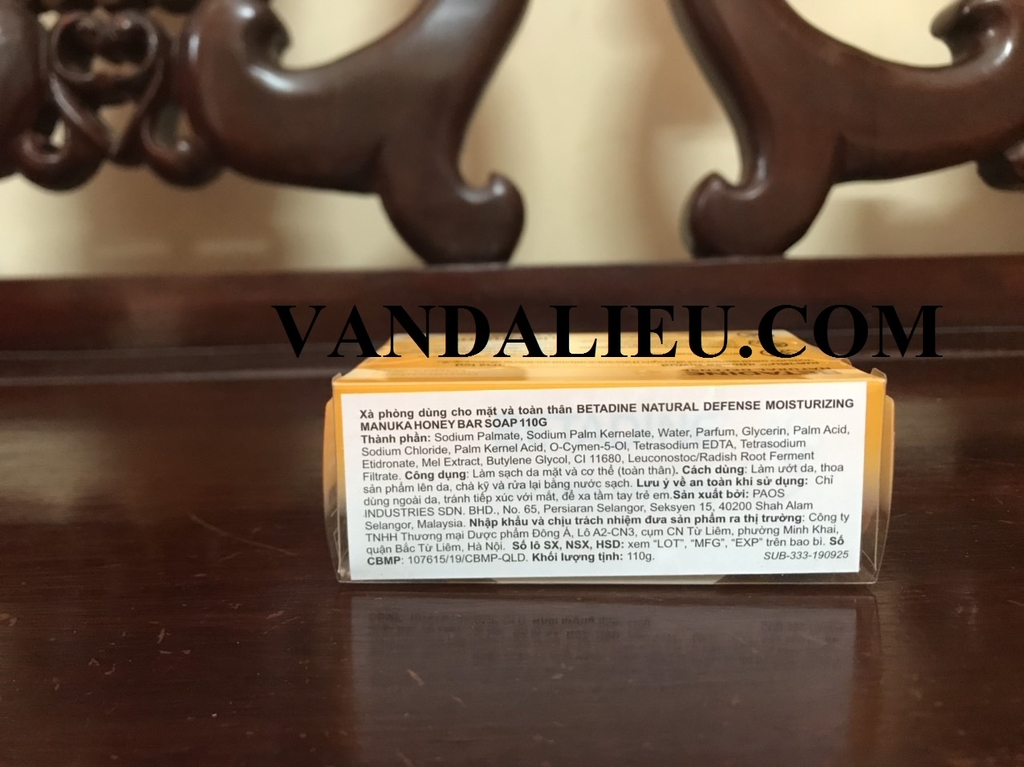 VANDALIEU.COM
Xà phòng dùng cho mặt và toàn thân BETADINE NATURAL DEFENSE MOISTURIZING
MANUKA HONEY BAR SOAP 110G
Thành phần: Sodium Palmate, Sodium Palm Kernelate, Water, Parfum, Glycerin, Palm Acid,
Sodium Chloride, Palm Kernel Acid, O-Cymen-5-Ol, Tetrasodium EDTA, Tetrasodium
Etidronate, Mel Extract, Butylene Glycol, CI 11680, Leuconostoc/Radish Root Ferment
Filtrate. Công dụng: Làm sạch da mặt và cơ thể (toàn thân). Cách dùng: Làm ướt da, thoa
sản phẩm lên da, chà kỹ và rửa lại bằng nước sạch. Lưu ý về an toàn khi sử dụng: Chỉ
dùng ngoài da, tránh tiếp xúc với mắt, để xa tầm tay trẻ em.Sản xuất bởi: PAOS
INDUSTRIES SDN. BHD., No. 65, Persiaran Selangor, Seksyen 15, 40200 Shah Alam
Selangor, Malaysia. Nhập khẩu và chịu trách nhiệm đưa sản phẩm ra thị trường: Công ty
TNHH Thương mại Dược phẩm Đông Á, Lô A2-CN3, cụm CN Từ Liêm, phường Minh Khai,
quận Bắc Từ Liêm, Hà Nội. Số lô SX, NSX, HSD: xem "LOT", "MFG", "EXP" trên bao bì. Số
CBMP: 107615/19/CBMP-QLD. Khối lượng tịnh: 110g.
SUB-333-190925